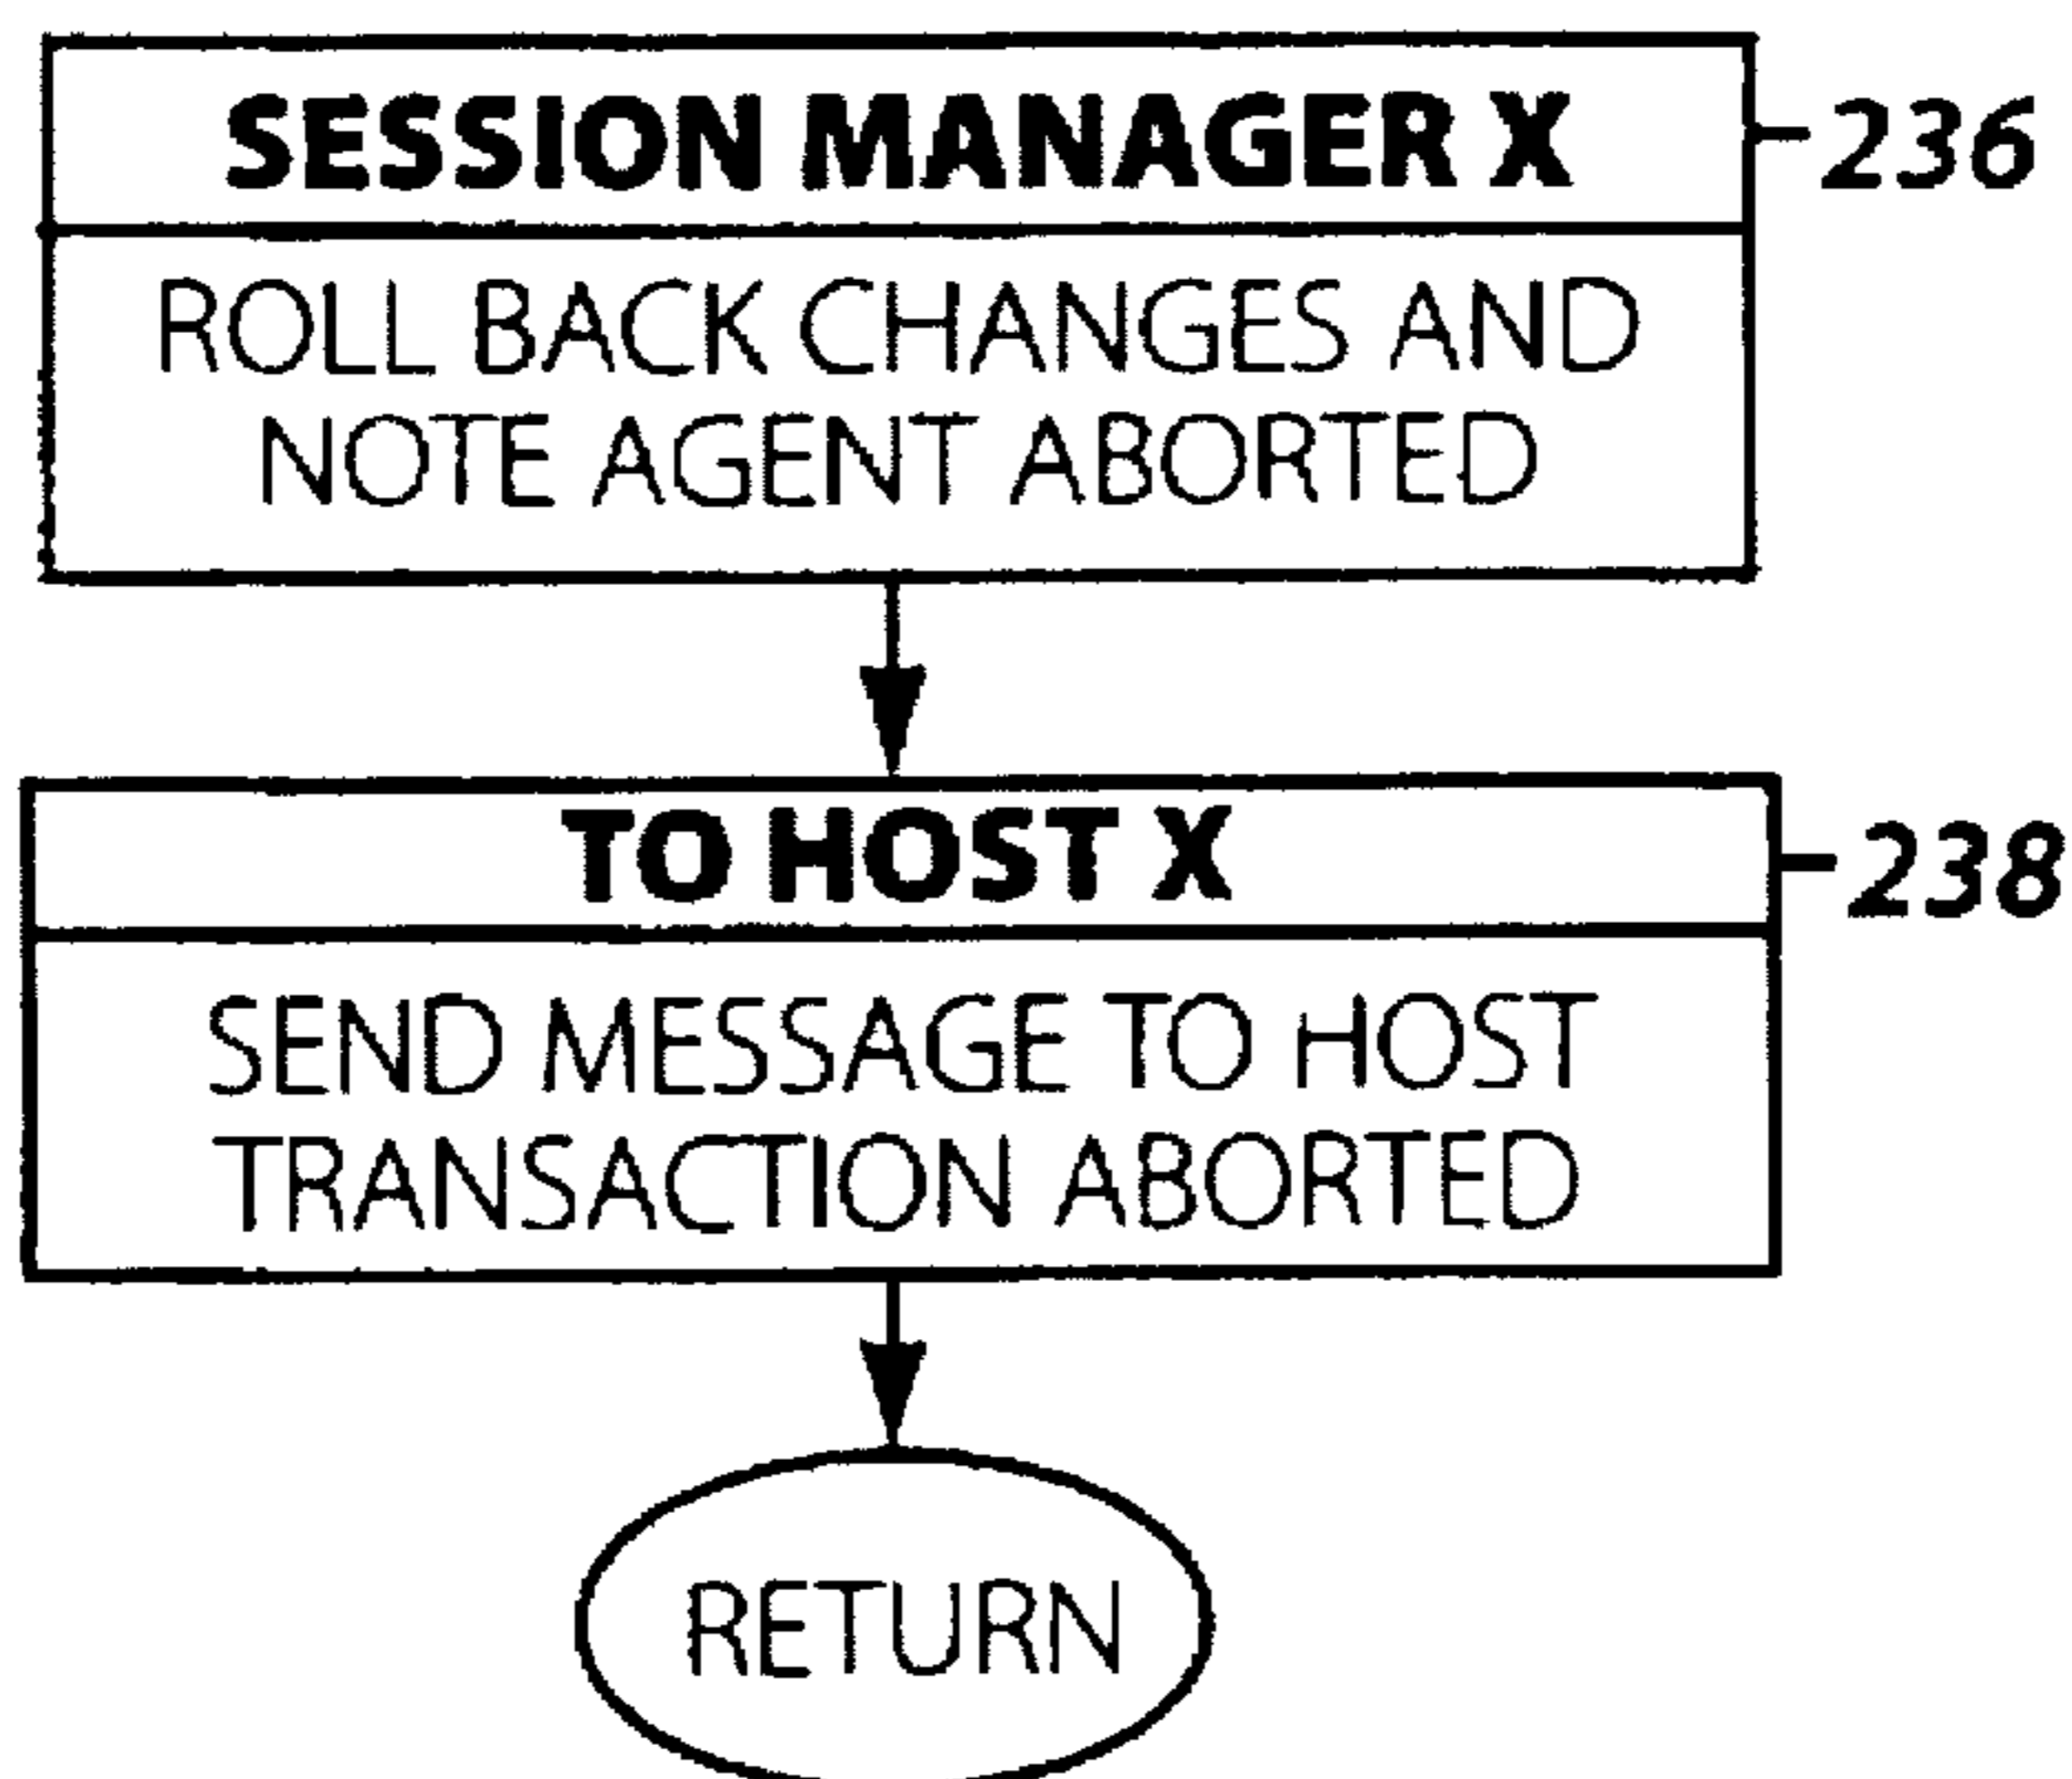 SESSION MANAGER X
236
ROLL BACK CHANGES AND
NOTE AGENT ABORTED
TO HOST X
238
SEND MESSAGE TO HOST
TRANSACTION ABORTED
RETURN